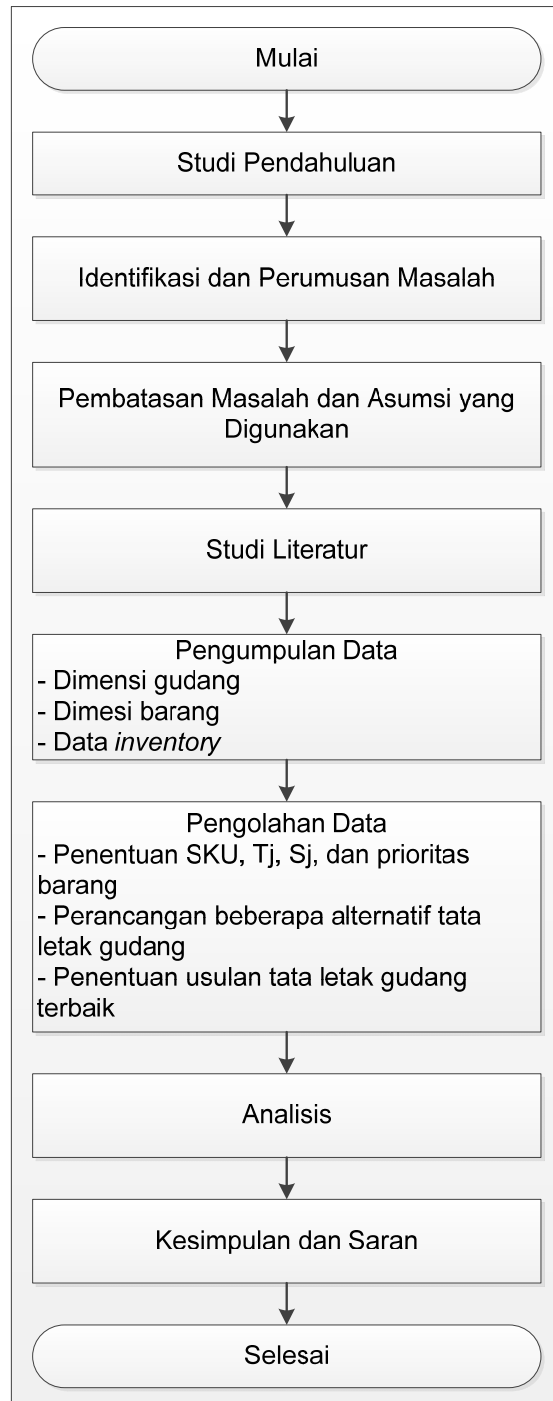 Mulai
Studi Pendahuluan
Identifikasi dan Perumusan Masalah
Pembatasan Masalah dan Asumsi yang
Digunakan
Studi Literatur
Pengumpulan Data
- Dimensi gudang
- Dimesi barang
- Data inventory
Pengolahan Data
- Penentuan SKU, Tj, Sj, dan prioritas
barang
- Perancangan beberapa alternatif tata
letak gudang
- Penentuan usulan tata letak gudang
terbaik
Analisis
Kesimpulan dan Saran
Selesai